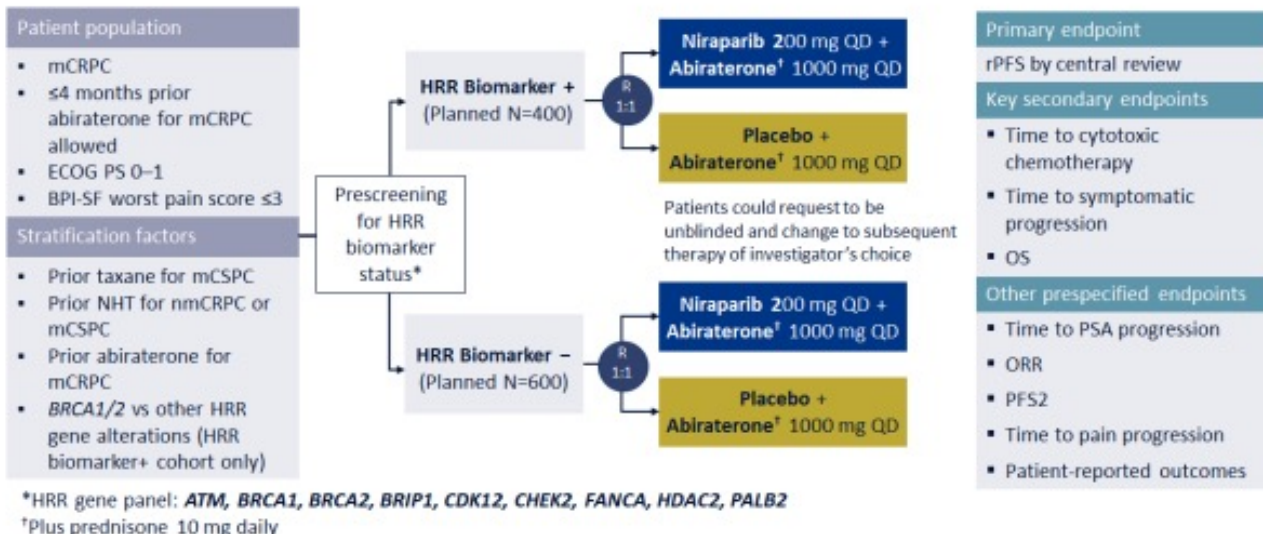 Patient population
▪ mCRPC
▪ ≤4 months prior
abiraterone for mCRPC
allowed
▪ ECOG PS 0–1
▪ BPI-SF worst pain score ≤3
Stratification factors
▪ Prior taxane for mCSPC
▪ Prior NHT for nmCRPC or
mCSPC
▪ Prior abiraterone for
mCRPC
▪ BRCA1/2 vs other HRR
gene alterations (HRR
biomarker+ cohort only)
Prescreening
for HRR
biomarker
status*
HRR Biomarker +
(Planned N=400)
R
1:1
Niraparib 200 mg QD +
Abiraterone† 1000 mg QD
Placebo +
Abiraterone† 1000 mg QD
Patients could request to be
unblinded and change to subsequent
therapy of investigator's choice
HRR Biomarker –
(Planned N=600)
R
1:1
Niraparib 200 mg QD +
Abiraterone† 1000 mg QD
Placebo +
Abiraterone† 1000 mg QD
Primary endpoint
rPFS by central review
Key secondary endpoints
▪ Time to cytotoxic
chemotherapy
▪ Time to symptomatic
progression
▪ OS
Other prespecified endpoints
▪ Time to PSA progression
▪ ORR
▪ PFS2
▪ Time to pain progression
▪ Patient-reported outcomes
*HRR gene panel: ATM, BRCA1, BRCA2, BRIP1, CDK12, CHEK2, FANCA, HDAC2, PALB2
†Plus prednisone 10 mg daily